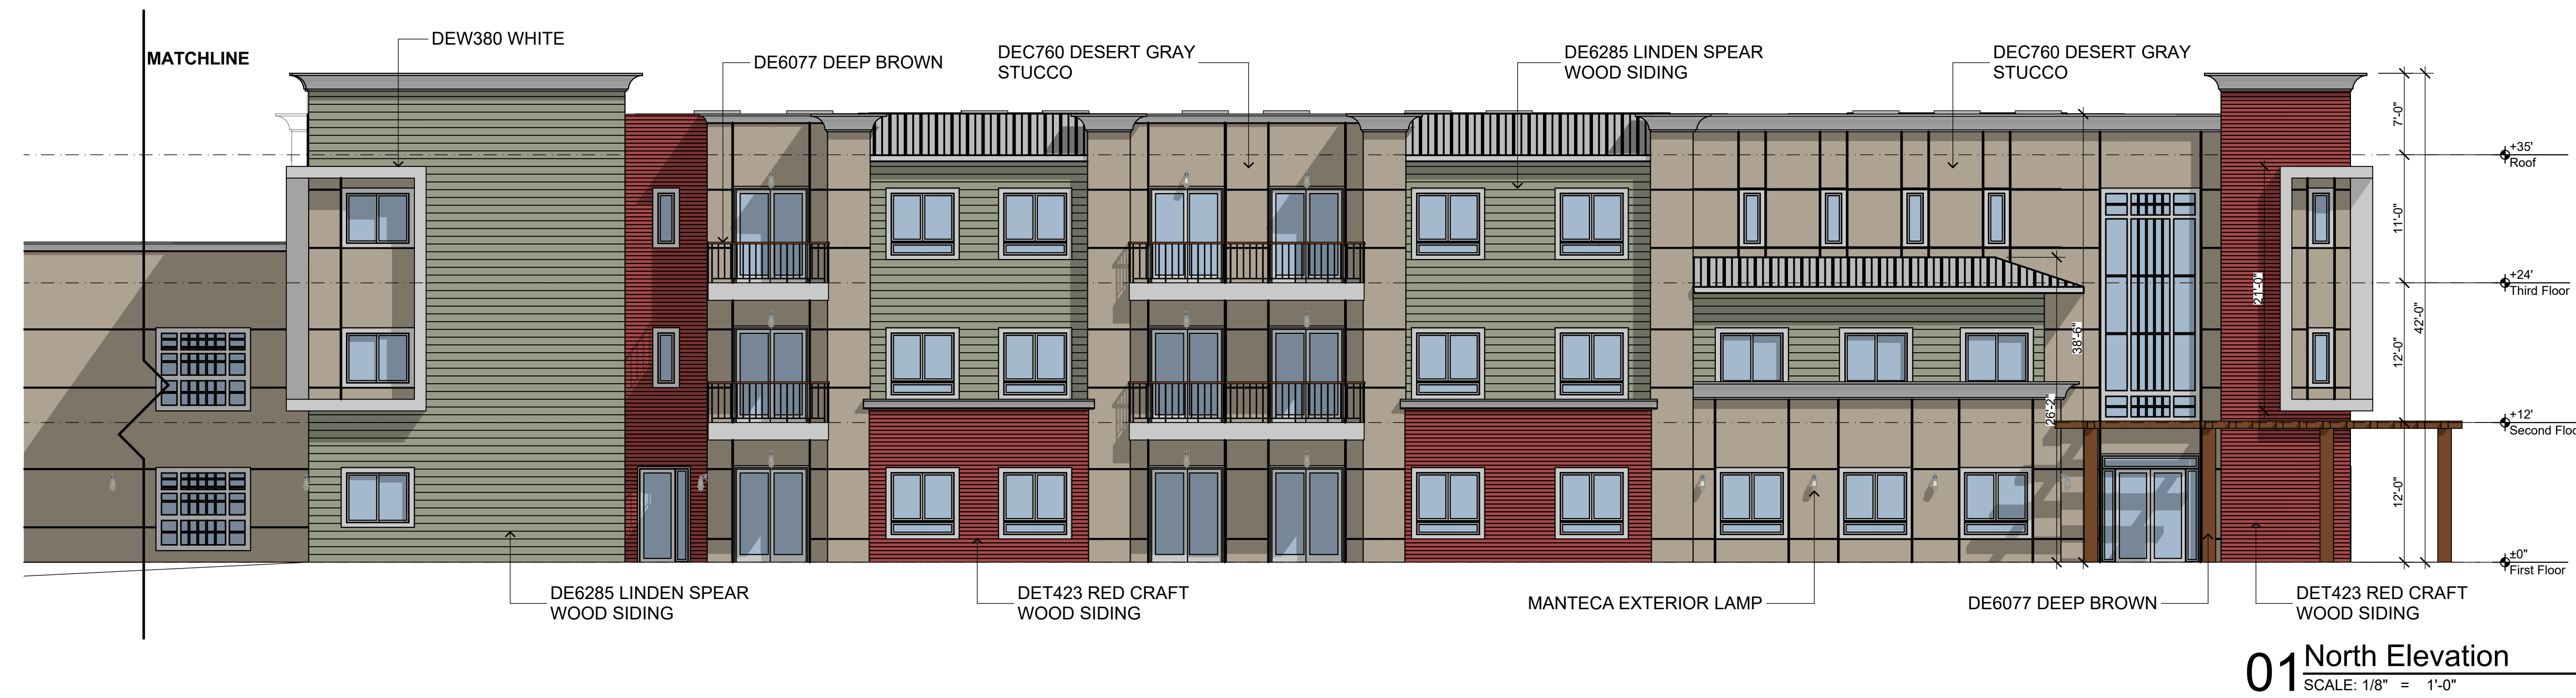 DEW380 WHITE
MATCHLINE
DE6077 DEEP BROWN
DEC760 DESERT GRAY
STUCCO
DE6285 LINDEN SPEAR
WOOD SIDING
DEC760 DESERT GRAY
STUCCO
7'-0"
+35'
Roof
11'-0"
+24'
Third Floor
21'-0"
42'-0"
38'-6"
12'-0"
26'-2"
+12'
Second Floo
12'-0"
±0"
First Floor
DE6285 LINDEN SPEAR
WOOD SIDING
DET423 RED CRAFT
WOOD SIDING
MANTECA EXTERIOR LAMP
DE6077 DEEP BROWN
DET423 RED CRAFT
WOOD SIDING
01 North Elevation
SCALE: 1/8" = 1'-0"